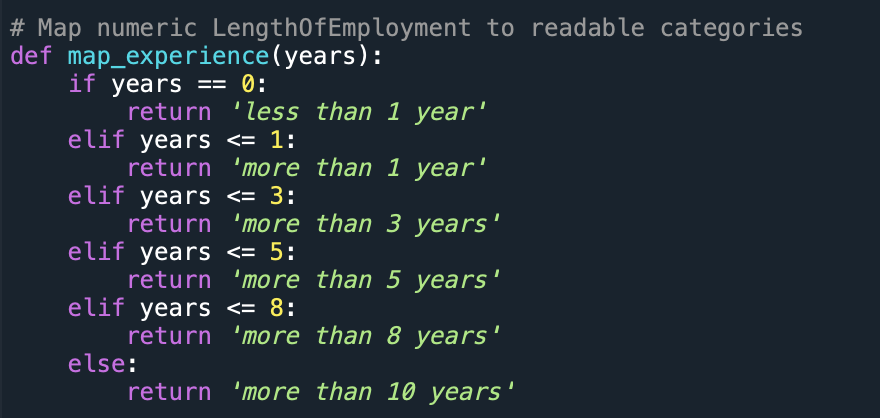 # Map numeric LengthOfEmployment to readable categories
def map_experience(years):
    if years == 0:
        return 'less than 1 year'
    elif years <= 1:
        return 'more than 1 year'
    elif years <= 3:
        return 'more than 3 years'
    elif years <= 5:
        return 'more than 5 years'
    elif years <= 8:
        return 'more than 8 years'
    else:
        return 'more than 10 years'